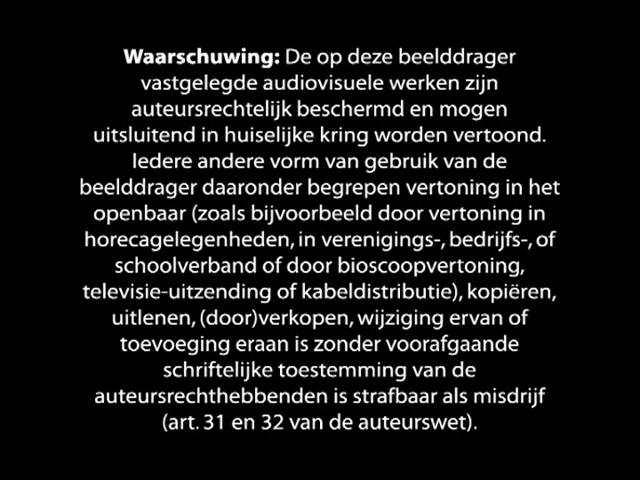 Waarschuwing: De op deze beelddrager
vastgelegde audiovisuele werken zijn
auteursrechtelijk beschermd en mogen
uitsluitend in huiselijke kring worden vertoond.
Iedere andere vorm van gebruik van de
beelddrager daaronder begrepen vertoning in het
openbaar (zoals bijvoorbeeld door vertoning in
horecagelegenheden, in verenigings-, bedrijfs-, of
schoolverband of door bioscoopvertoning,
televisie-uitzending of kabeldistributie), kopiëren,
uitlenen, (door)verkopen, wijziging ervan of
toevoeging eraan is zonder voorafgaande
schriftelijke toestemming van de
auteursrechthebbenden is strafbaar als misdrijf
(art. 31 en 32 van de auteurswet).